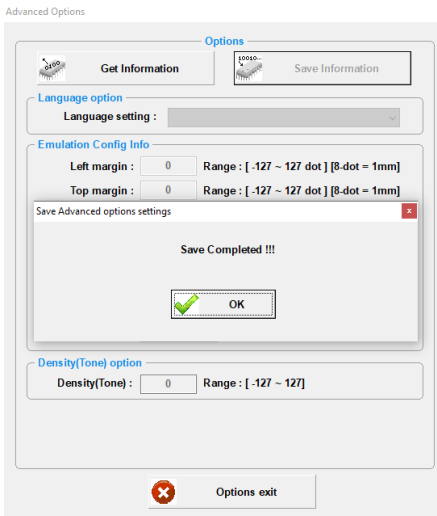 Advanced Options
Options
Get Information
Save Information
Language option
Language setting :
Emulation Config Info
Left margin : 0 Range : [ -127 ~ 127 dot ] [8-dot = 1mm]
Top margin : 0 Range : [ -127 ~ 127 dot ] [8-dot = 1mm]
Save Advanced options settings
x
Save Completed !!!
OK
Density(Tone) option
Density(Tone) : 0 Range : [ -127 ~ 127]
Options exit